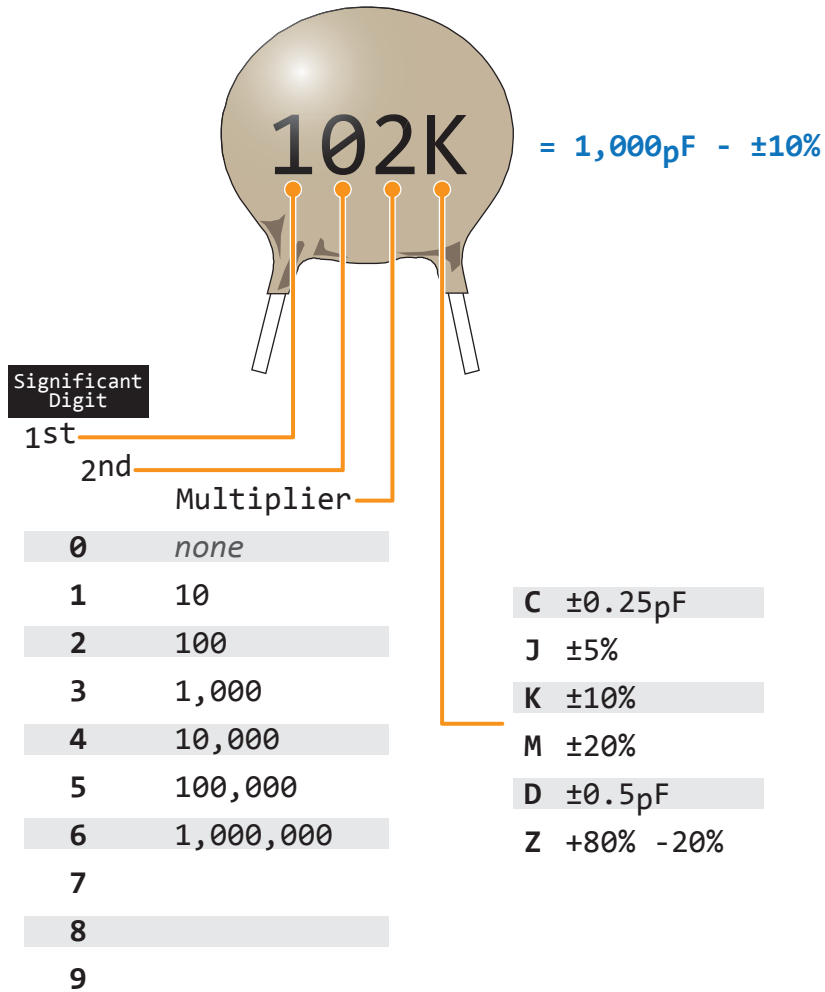 102K
= 1,000pF - ±10%
Significant
Digit
1st
2nd
Multiplier
0 none
1 10
2 100
3 1,000
4 10,000
5 100,000
6 1,000,000
7
8
9
C ±0.25pF
J ±5%
K ±10%
M ±20%
D ±0.5pF
Z +80% -20%